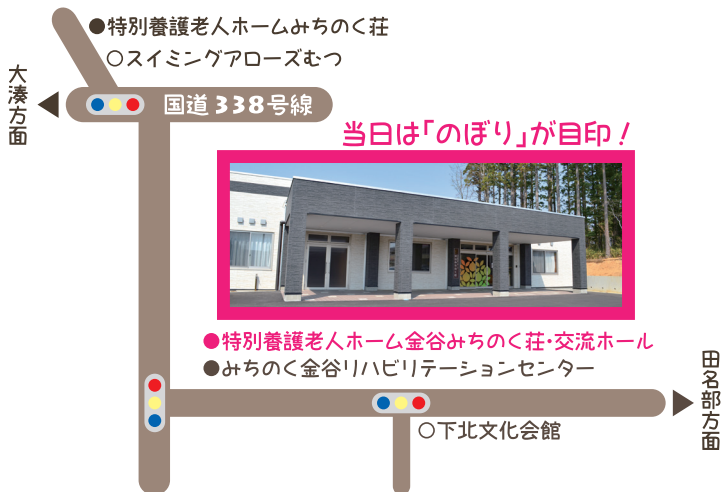 ●特別養護老人ホームみちのく荘
○スイミングアローズむつ
大湊方面
国道338号線
当日は「のぼり」が目印！
●特別養護老人ホーム金谷みちのく荘・交流ホール
●みちのく金谷リハビリテーションセンター
田名部方面
○下北文化会館